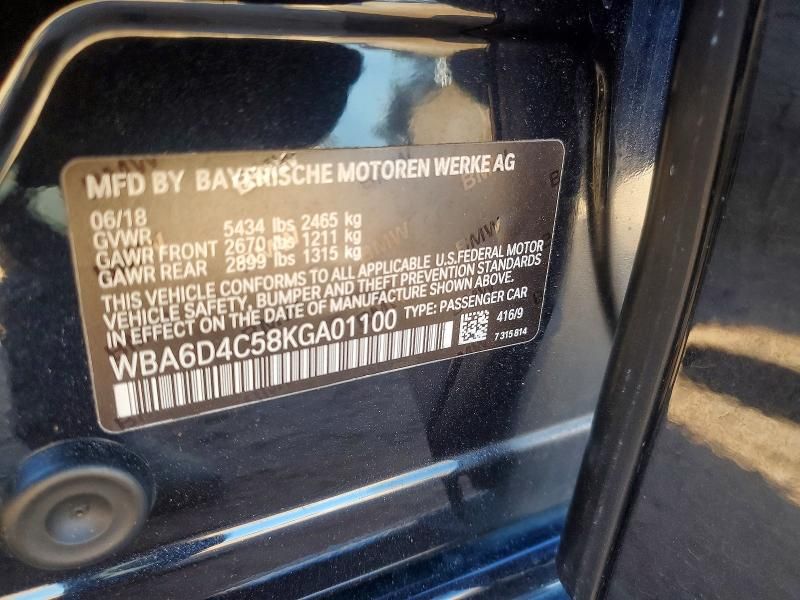 MFD BY BAYERISCHE MOTOREN WERKE AG
06/18
GVWR 5434 lbs 2465 kg
GAWR FRONT 2670 lbs 1211 kg
GAWR REAR 2899 lbs 1315 kg
THIS VEHICLE CONFORMS TO ALL APPLICABLE U.S.FEDERAL MOTOR
VEHICLE SAFETY, BUMPER AND THEFT PREVENTION STANDARDS
IN EFFECT ON THE DATE OF MANUFACTURE SHOWN ABOVE.
WBA6D4C58KGA01100 TYPE: PASSENGER CAR
416/9
7 315 814